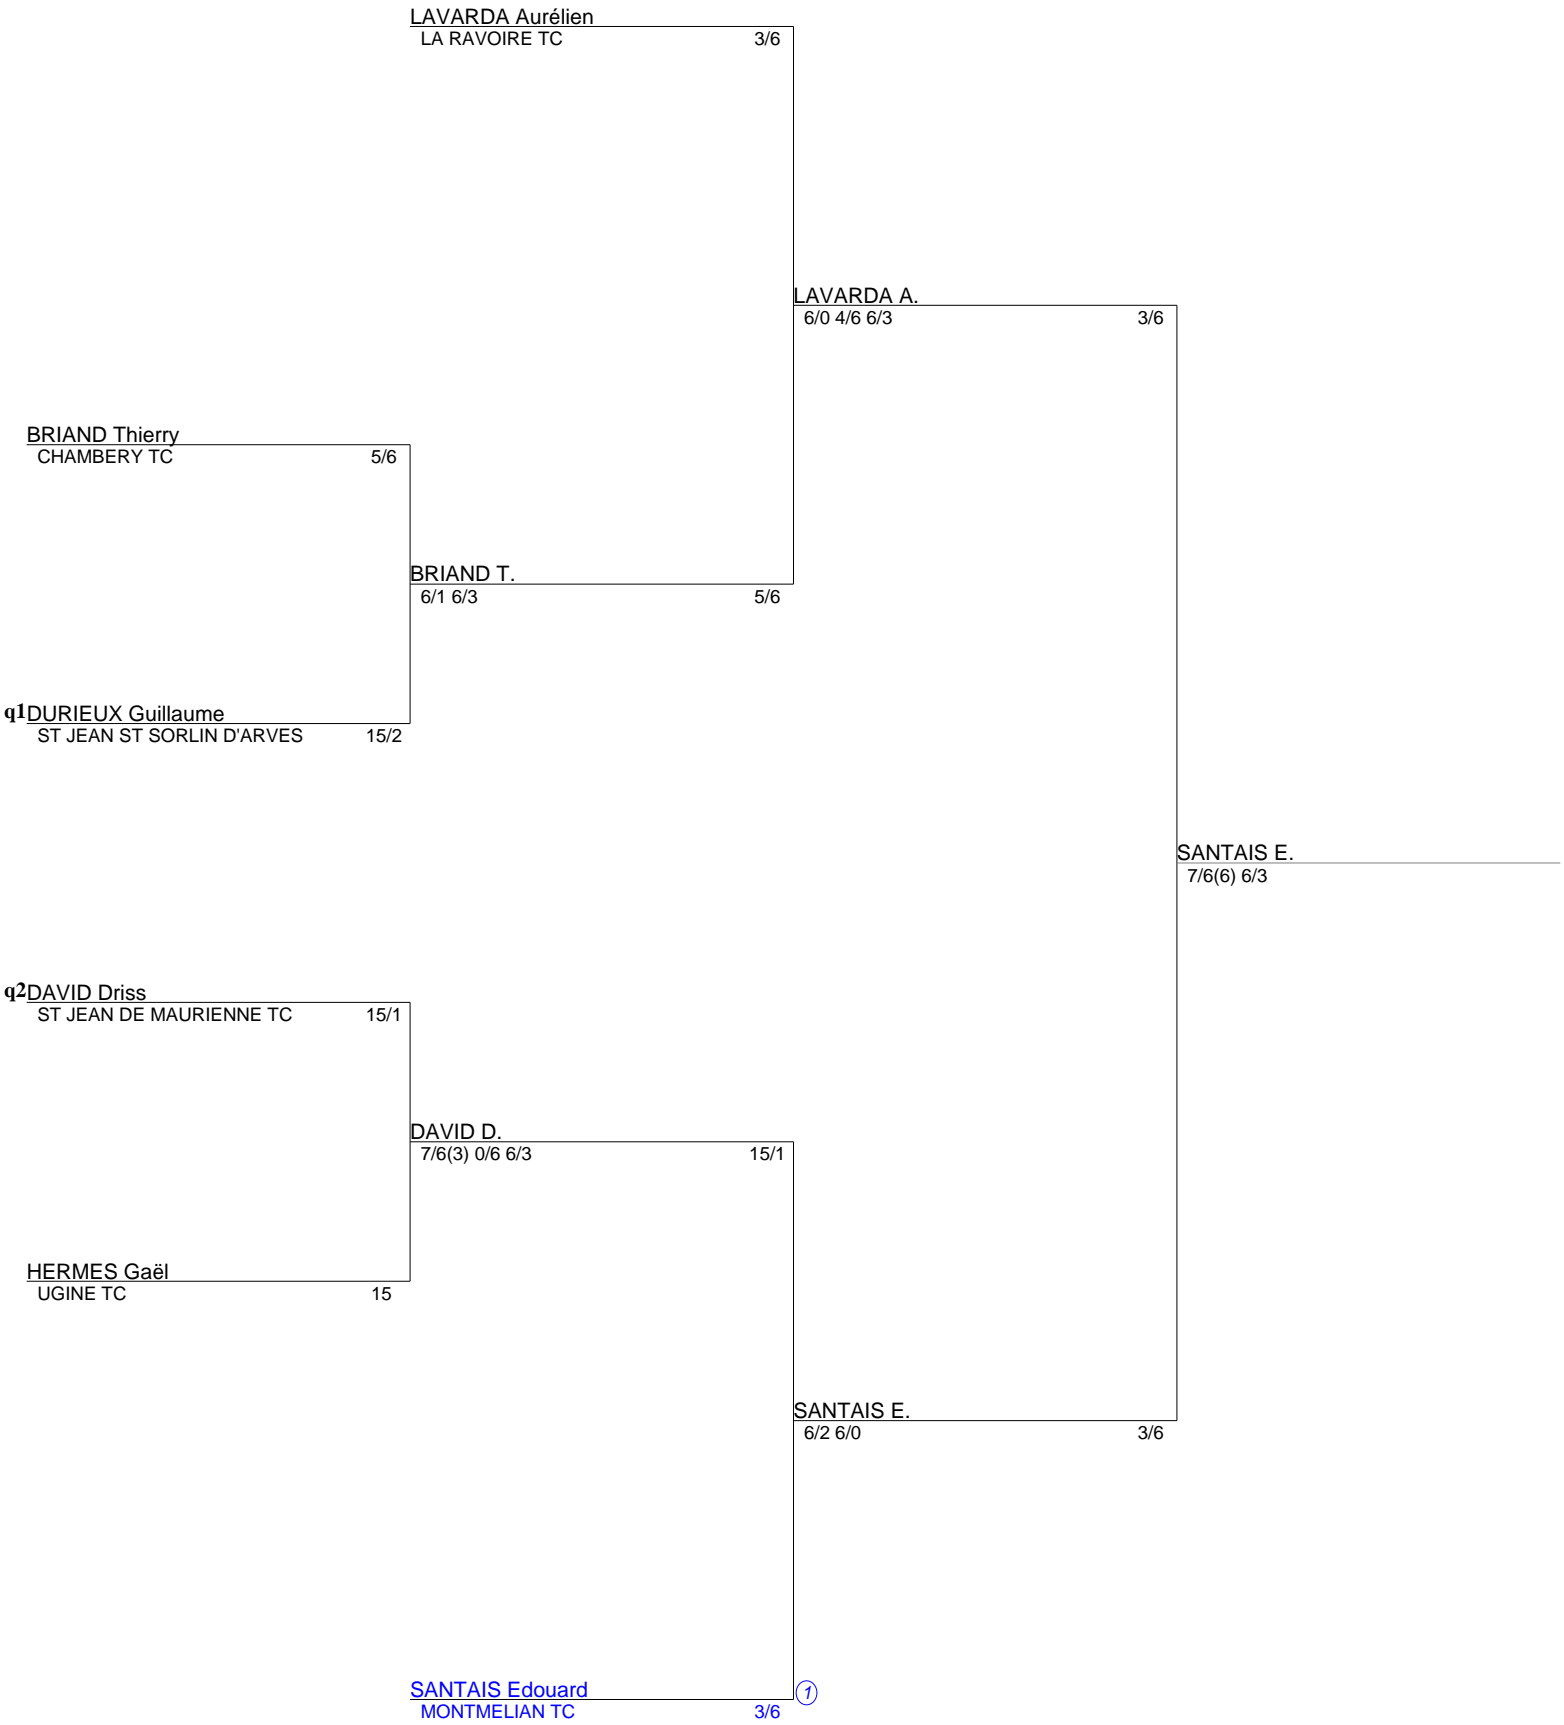 LAVARDA Aurélien
LA RAVOIRE TC 3/6
LAVARDA A.
6/0 4/6 6/3 3/6
BRIAND Thierry
CHAMBERY TC 5/6
BRIAND T.
6/1 6/3 5/6
q1 DURIEUX Guillaume
ST JEAN ST SORLIN D'ARVES 15/2
SANTAIS E.
7/6(6) 6/3
q2 DAVID Driss
ST JEAN DE MAURIENNE TC 15/1
DAVID D.
7/6(3) 0/6 6/3 15/1
HERMES Gaël
UGINE TC 15
SANTAIS E.
6/2 6/0 3/6
SANTAIS Edouard 1
MONTMELIAN TC 3/6